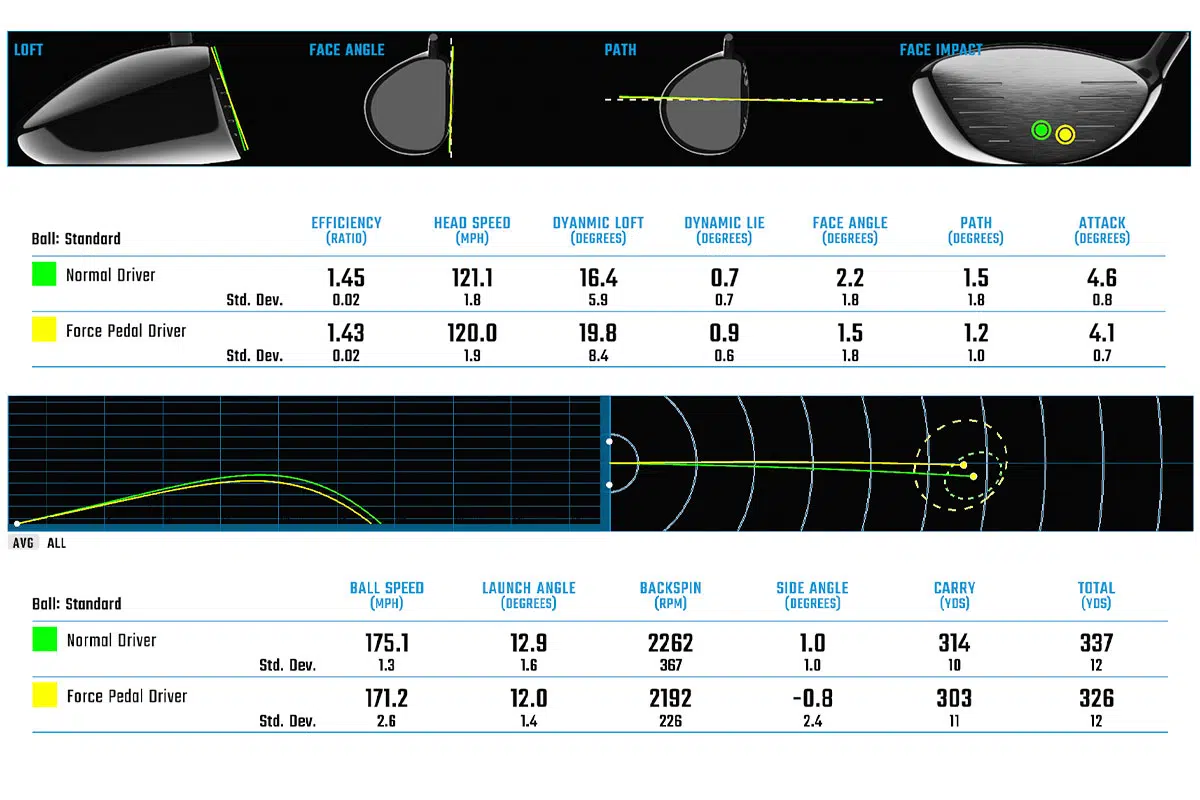 LOFT FACE ANGLE PATH FACE IMPACT
EFFICIENCY HEAD SPEED DYANMIC LOFT DYNAMIC LIE FACE ANGLE PATH ATTACK
Ball: Standard (RATIO) (MPH) (DEGREES) (DEGREES) (DEGREES) (DEGREES) (DEGREES)
Normal Driver 1.45 121.1 16.4 0.7 2.2 1.5 4.6
Std. Dev. 0.02 1.8 5.9 0.7 1.8 1.8 0.8
Force Pedal Driver 1.43 120.0 19.8 0.9 1.5 1.2 4.1
Std. Dev. 0.02 1.9 8.4 0.6 1.8 1.0 0.7
AVG ALL
BALL SPEED LAUNCH ANGLE BACKSPIN SIDE ANGLE CARRY TOTAL
Ball: Standard (MPH) (DEGREES) (RPM) (DEGREES) (YDS) (YDS)
Normal Driver 175.1 12.9 2262 1.0 314 337
Std. Dev. 1.3 1.6 367 1.0 10 12
Force Pedal Driver 171.2 12.0 2192 -0.8 303 326
Std. Dev. 2.6 1.4 226 2.4 11 12